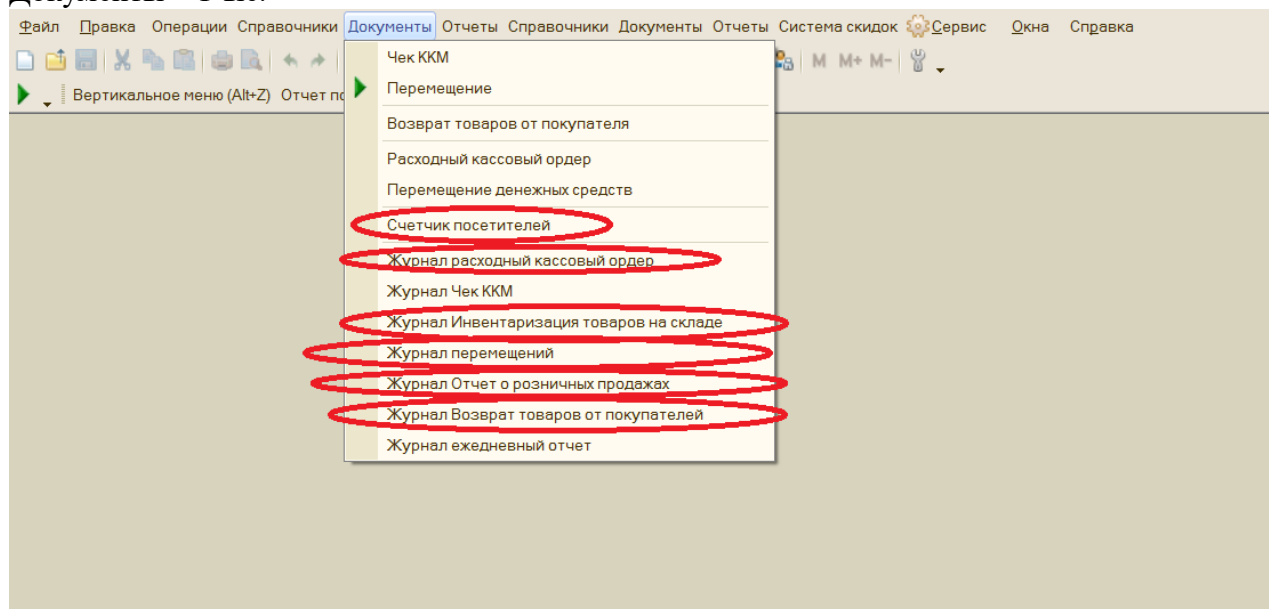 Файл Правка Операции Справочники Документы Отчеты Справочники Документы Отчеты Система скидок Сервис Окна Справка
M M+ M-
Вертикальное меню (Alt+Z) Отчет по
Чек ККМ
Перемещение
Возврат товаров от покупателя
Расходный кассовый ордер
Перемещение денежных средств
Счетчик посетителей
Журнал расходный кассовый ордер
Журнал Чек ККМ
Журнал Инвентаризация товаров на складе
Журнал перемещений
Журнал Отчет о розничных продажах
Журнал Возврат товаров от покупателей
Журнал ежедневный отчет